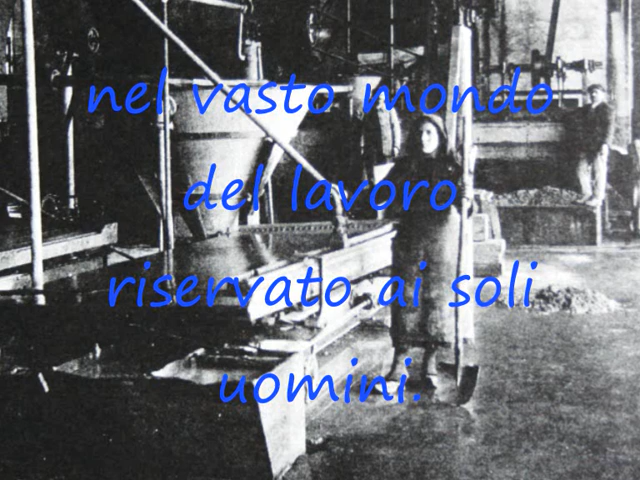 nel vasto mondo
del lavoro
riservato ai soli
uomini.